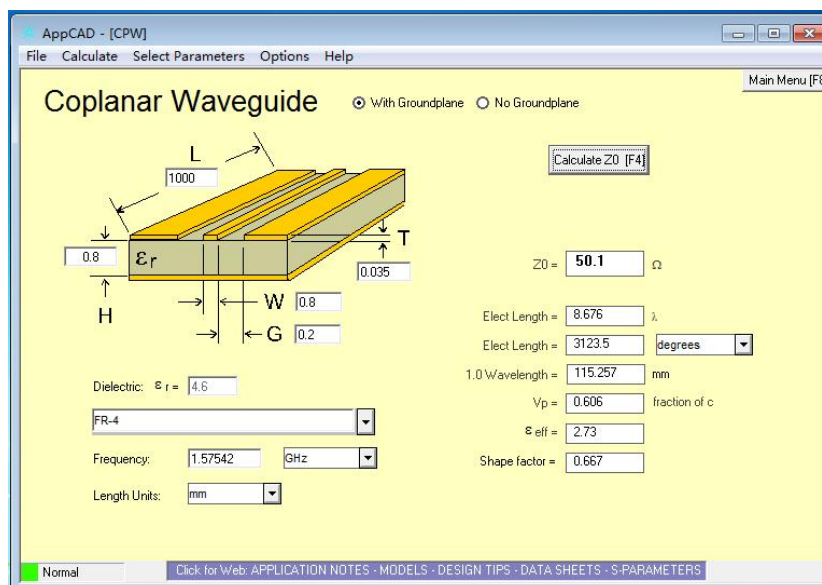 AppCAD - [CPW]
File Calculate Select Parameters Options Help
Main Menu [F8
Coplanar Waveguide
With Groundplane No Groundplane
Calculate Z0 [F4]
L
1000
0.8
εr
T
0.035
H
W 0.8
G 0.2
Z0 = 50.1 Ω
Elect Length = 8.676 λ
Elect Length = 3123.5 degrees
1.0 Wavelength = 115.257 mm
Vp = 0.606 fraction of c
ε eff = 2.73
Shape factor = 0.667
Dielectric: ε r = 4.6
FR-4
Frequency: 1.57542 GHz
Length Units: mm
Normal
Click for Web: APPLICATION NOTES - MODELS - DESIGN TIPS - DATA SHEETS - S-PARAMETERS